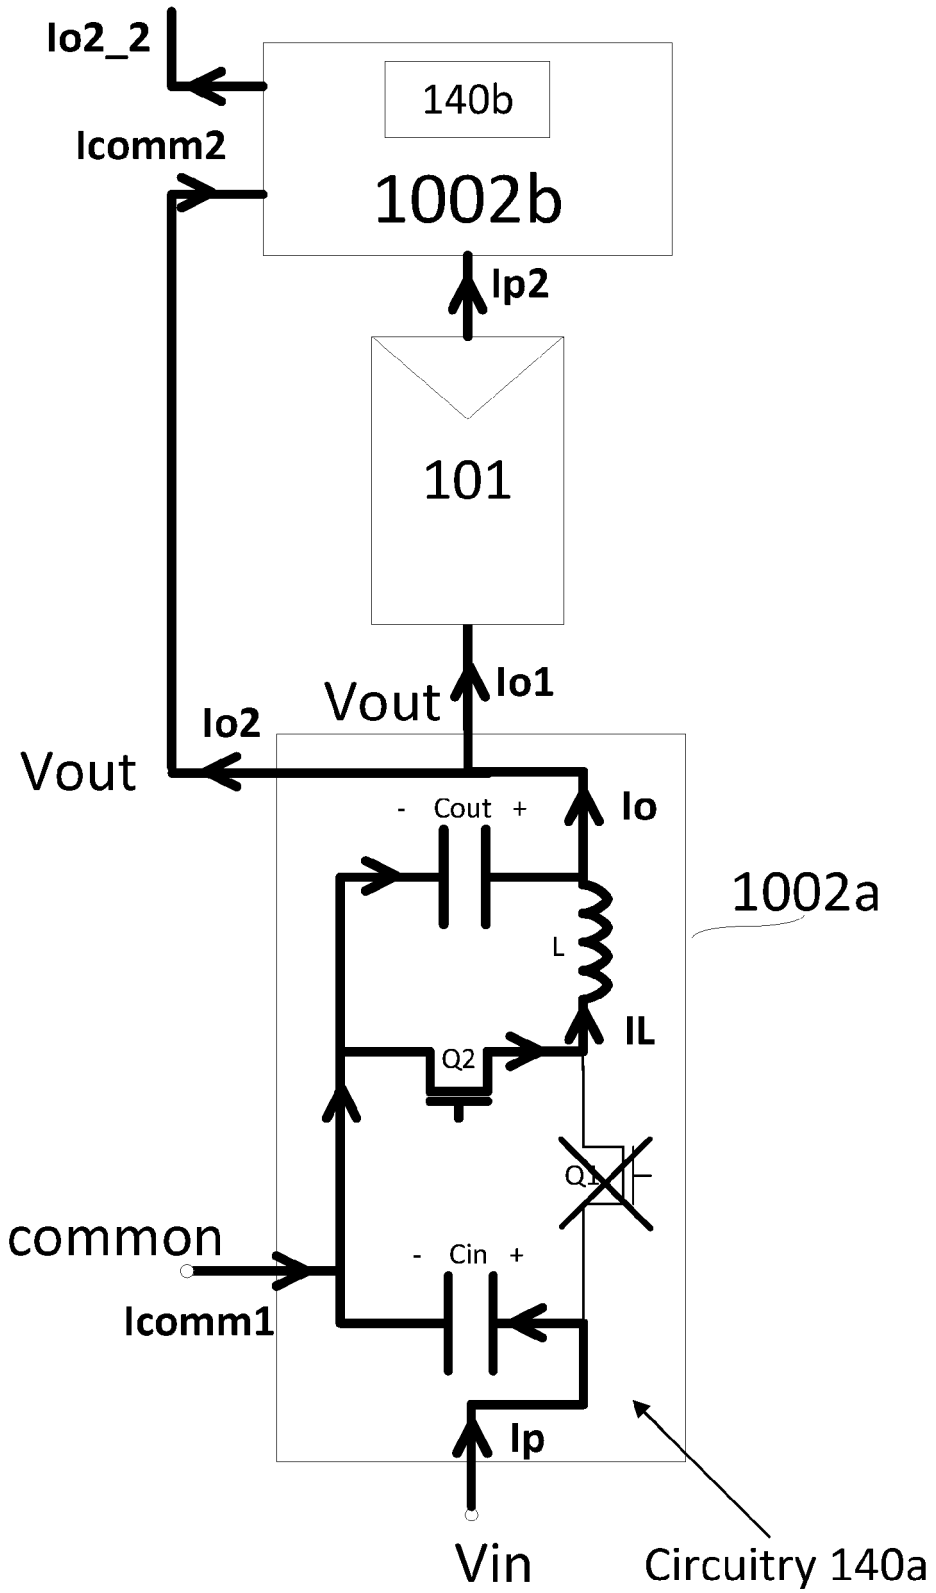 Io2_2
140b
Icomm2
1002b
Ip2
101
Vout
Io1
Io2
Vout
- Cout +
Io
1002a
L
IL
Q2
Q1
common
- Cin +
Icomm1
Ip
Vin
Circuitry 140a